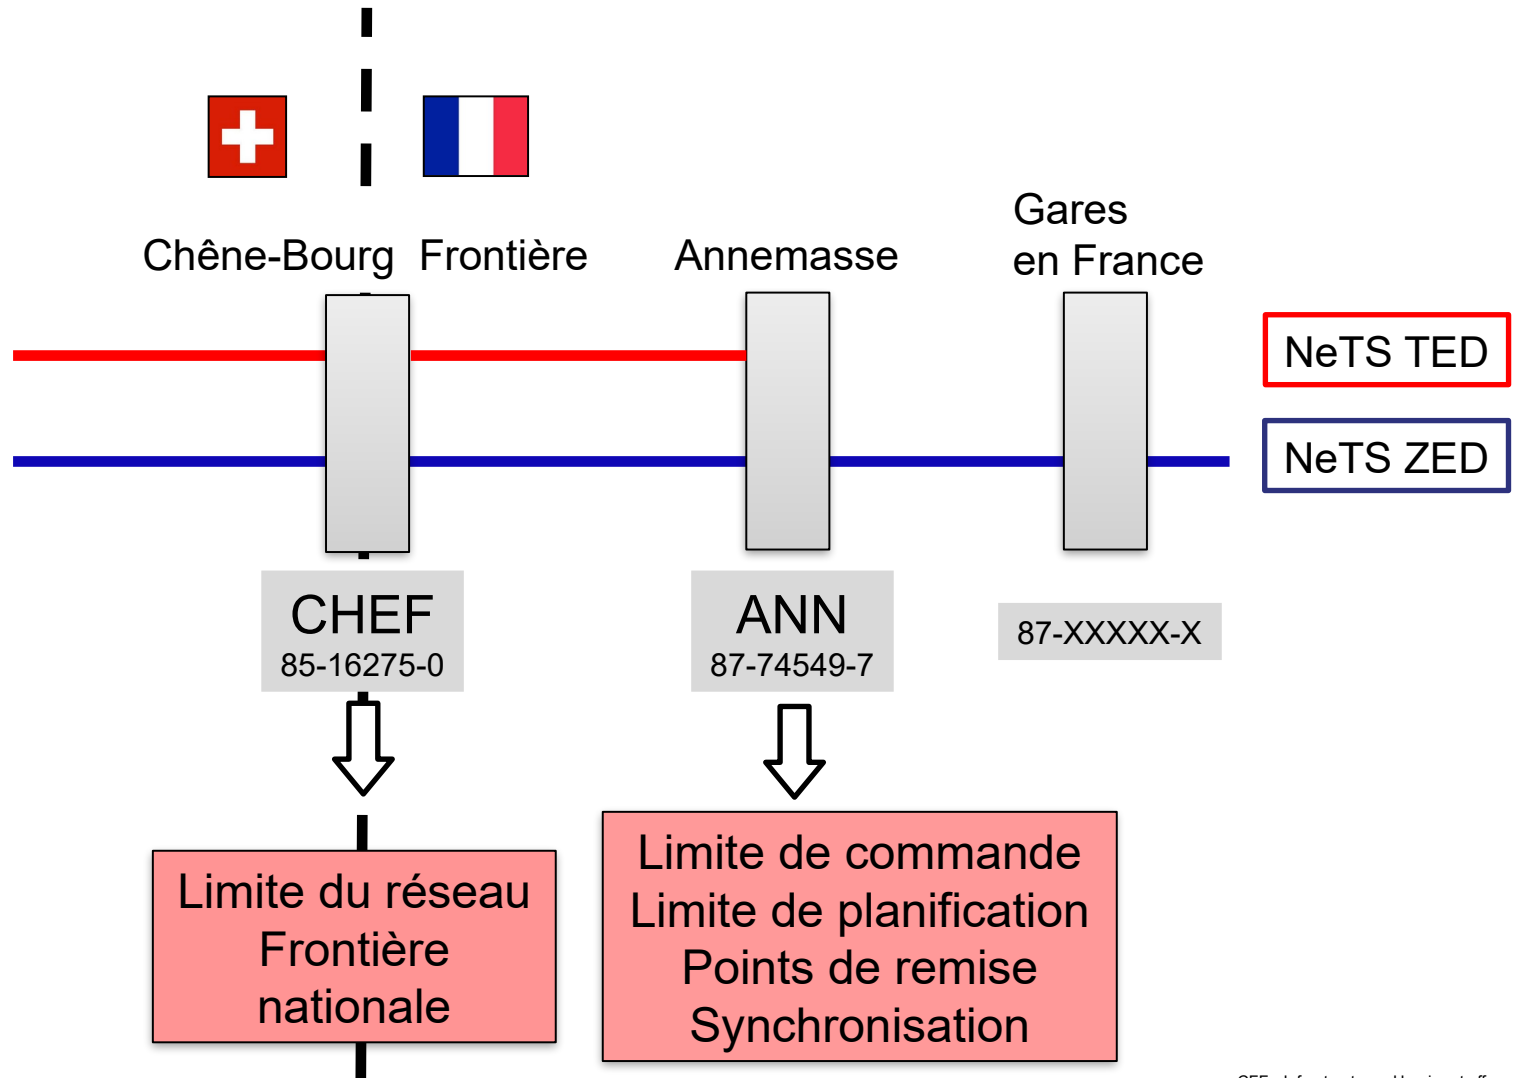 Chêne-Bourg Frontière
Annemasse
Gares
en France
NeTS TED
NeTS ZED
CHEF
85-16275-0
ANN
87-74549-7
87-XXXXX-X
Limite du réseau
Frontière
nationale
Limite de commande
Limite de planification
Points de remise
Synchronisation